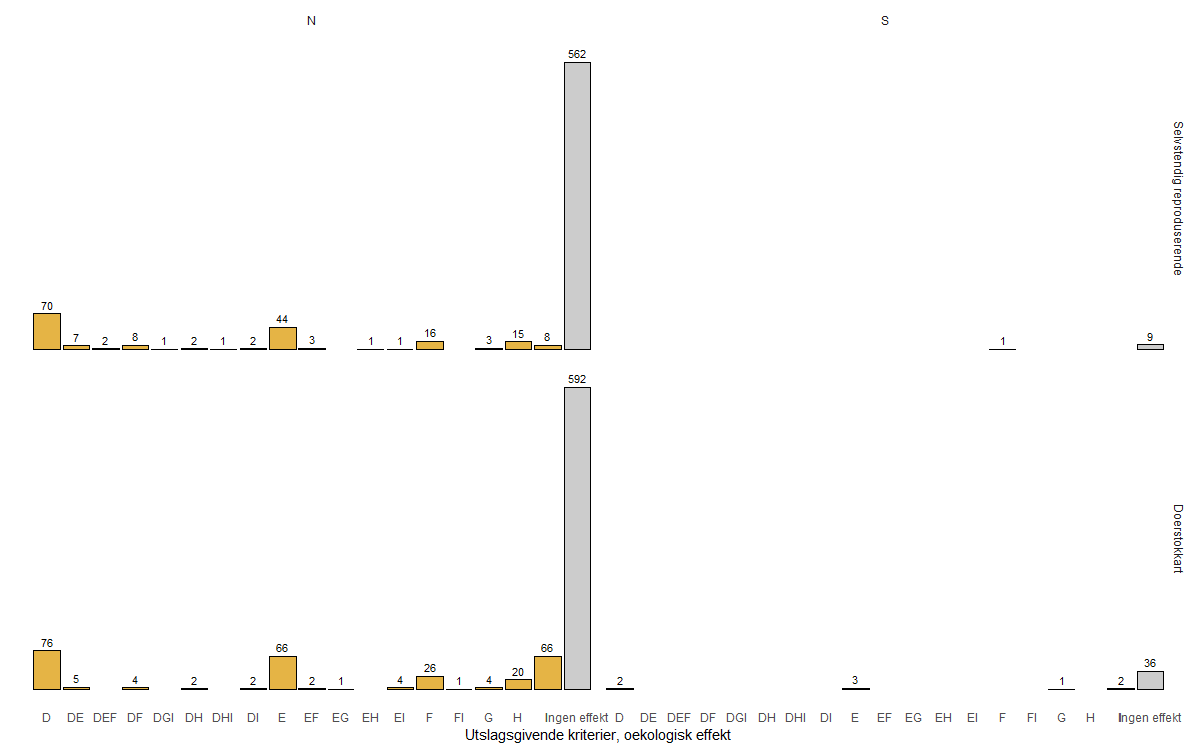 N S
562
70 7 2 8 1 2 1 2 44 3 1 1 16 3 15 8 1 9
Selvstendig reproduserende
592
76 5 4 2 2 66 2 1 4 26 1 4 20 66 2 3 1 2 36
Doerstokkart
D DE DEF DF DGI DH DHI DI E EF EG EH EI F FI G H Ingen effekt D DE DEF DF DGI DH DHI DI E EF EG EH EI F FI G H I Ingen effekt
Utslagsgivende kriterier, oekologisk effekt